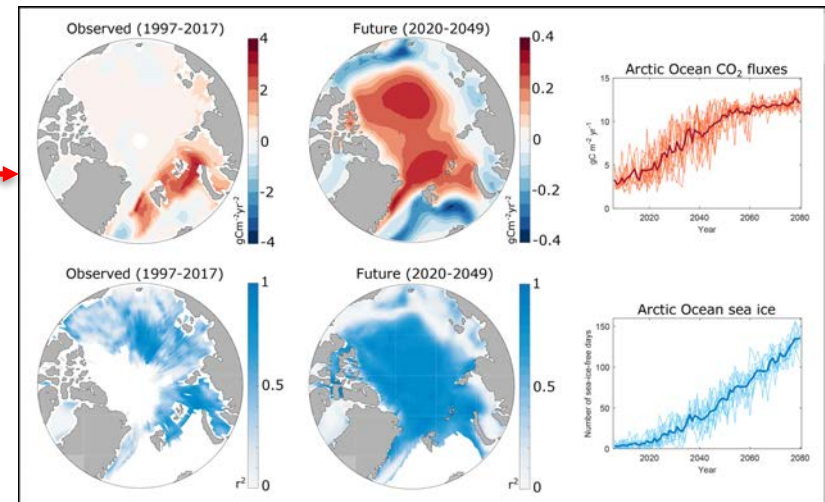 Observed (1997-2017)
4
2
0
-2
-4
gCm⁻²yr⁻²
Future (2020-2049)
0.4
0.2
0
-0.2
-0.4
gCm⁻²yr⁻²
Arctic Ocean CO₂ fluxes
15
10
5
0
gC m⁻² yr⁻¹
2020
2040
2060
2080
Year
Observed (1997-2017)
1
0.5
0
r²
Future (2020-2049)
1
0.5
0
r²
Arctic Ocean sea ice
150
100
50
0
Number of sea-ice-free days
2020
2040
2060
2080
Year